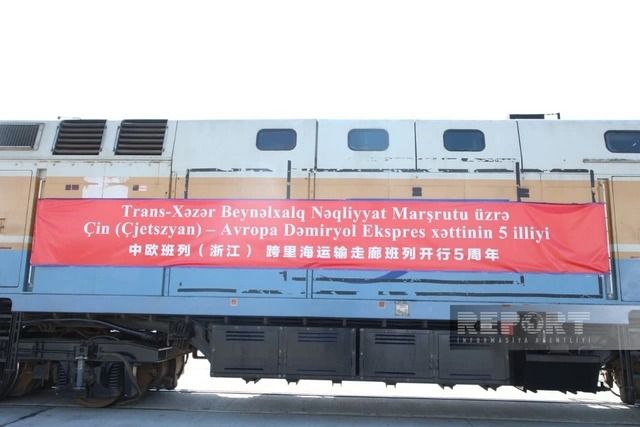 Trans-Xəzər Beynəlxalq Nəqliyyat Marşrutu üzrə
Çin (Çjetszyan) – Avropa Dəmiryol Ekspres xəttinin 5 illiyi
中欧班列（浙江） 跨里海运输走廊班列开行5周年
REPORT
İNFORMASİYA AGENTLİYİ